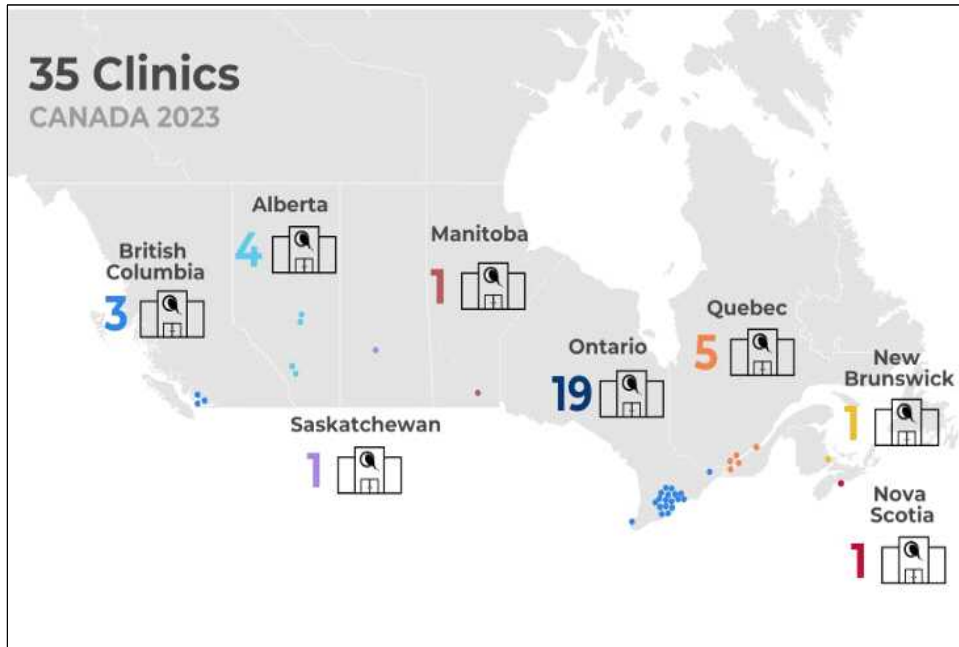 35 Clinics
CANADA 2023
Alberta
4
British
Columbia
3
Manitoba
1
Ontario
19
Quebec
5
New
Brunswick
1
Saskatchewan
1
Nova
Scotia
1